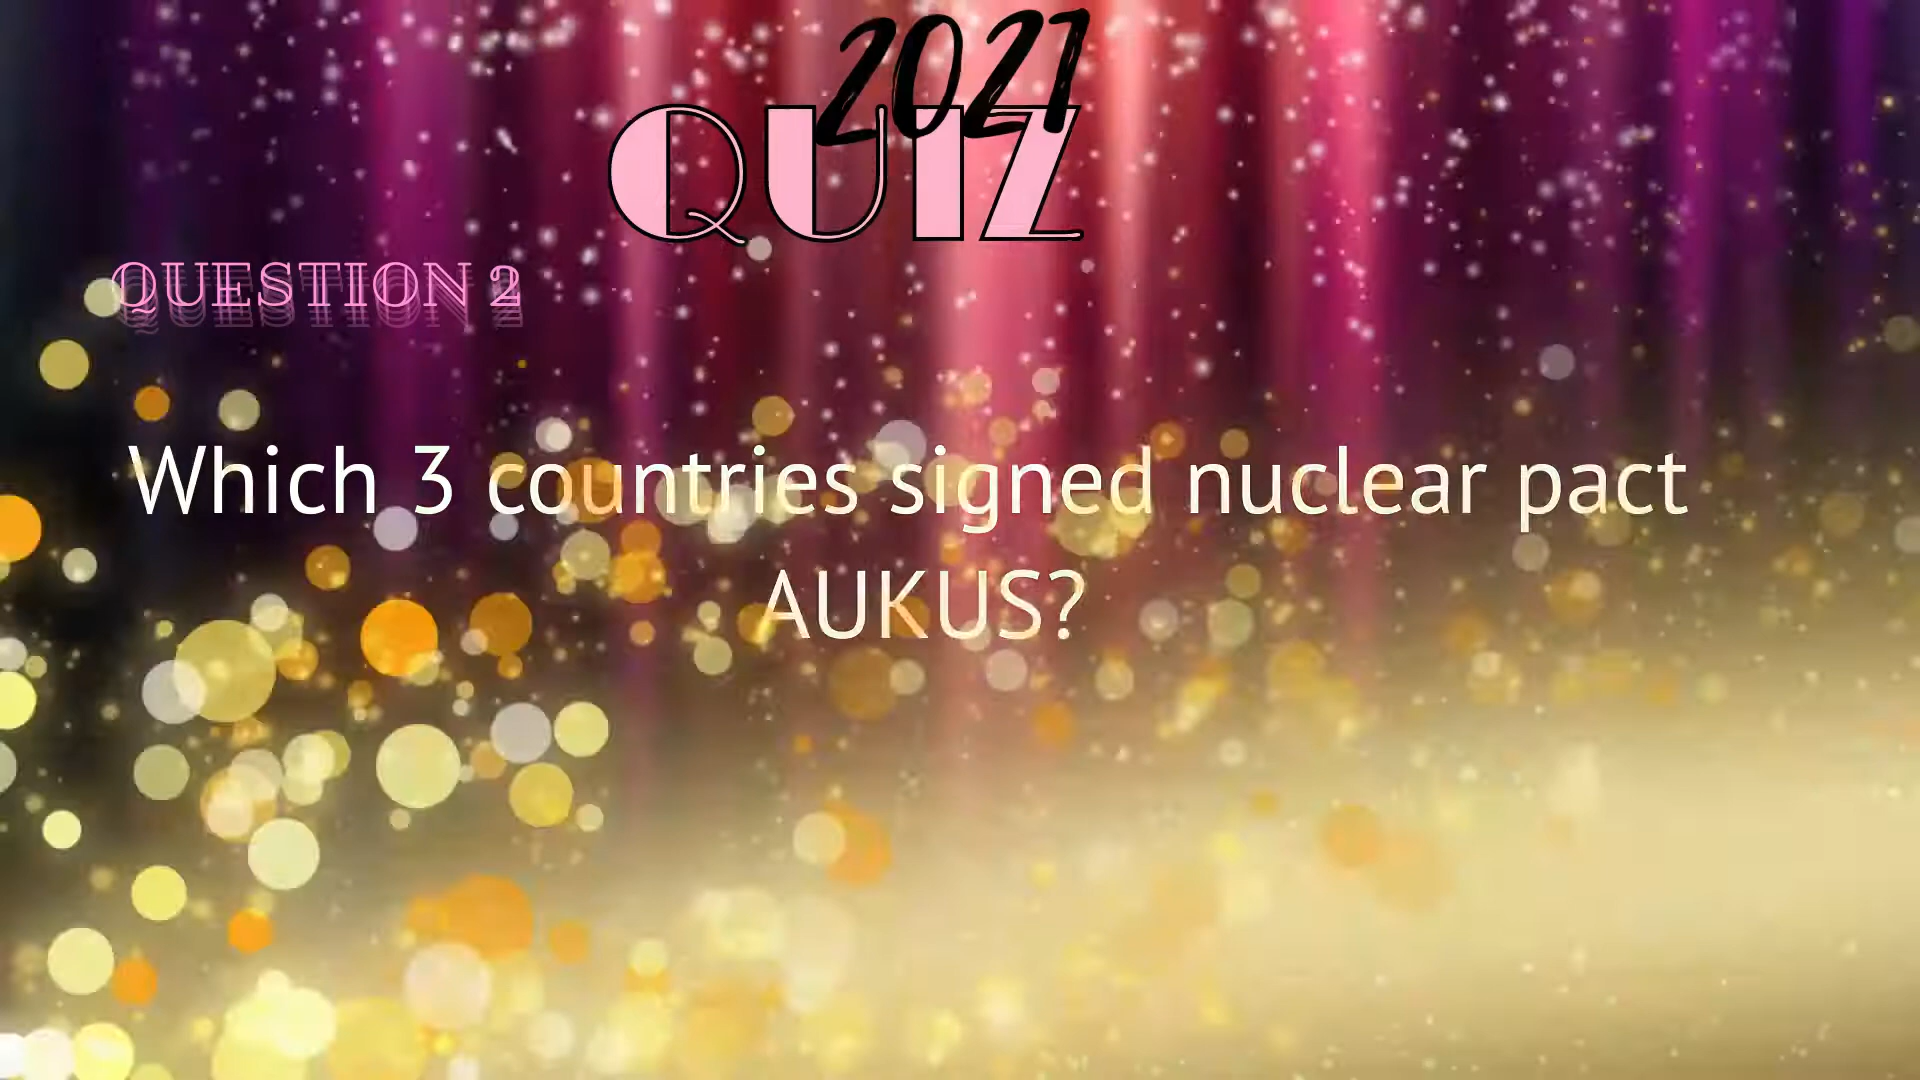 2021
QUIZ
QUESTION 2
Which 3 countries signed nuclear pact
AUKUS?